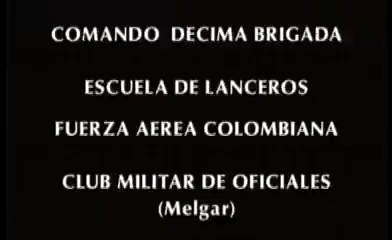 COMANDO DECIMA BRIGADA
ESCUELA DE LANCEROS
FUERZA AEREA COLOMBIANA
CLUB MILITAR DE OFICIALES
(Melgar)